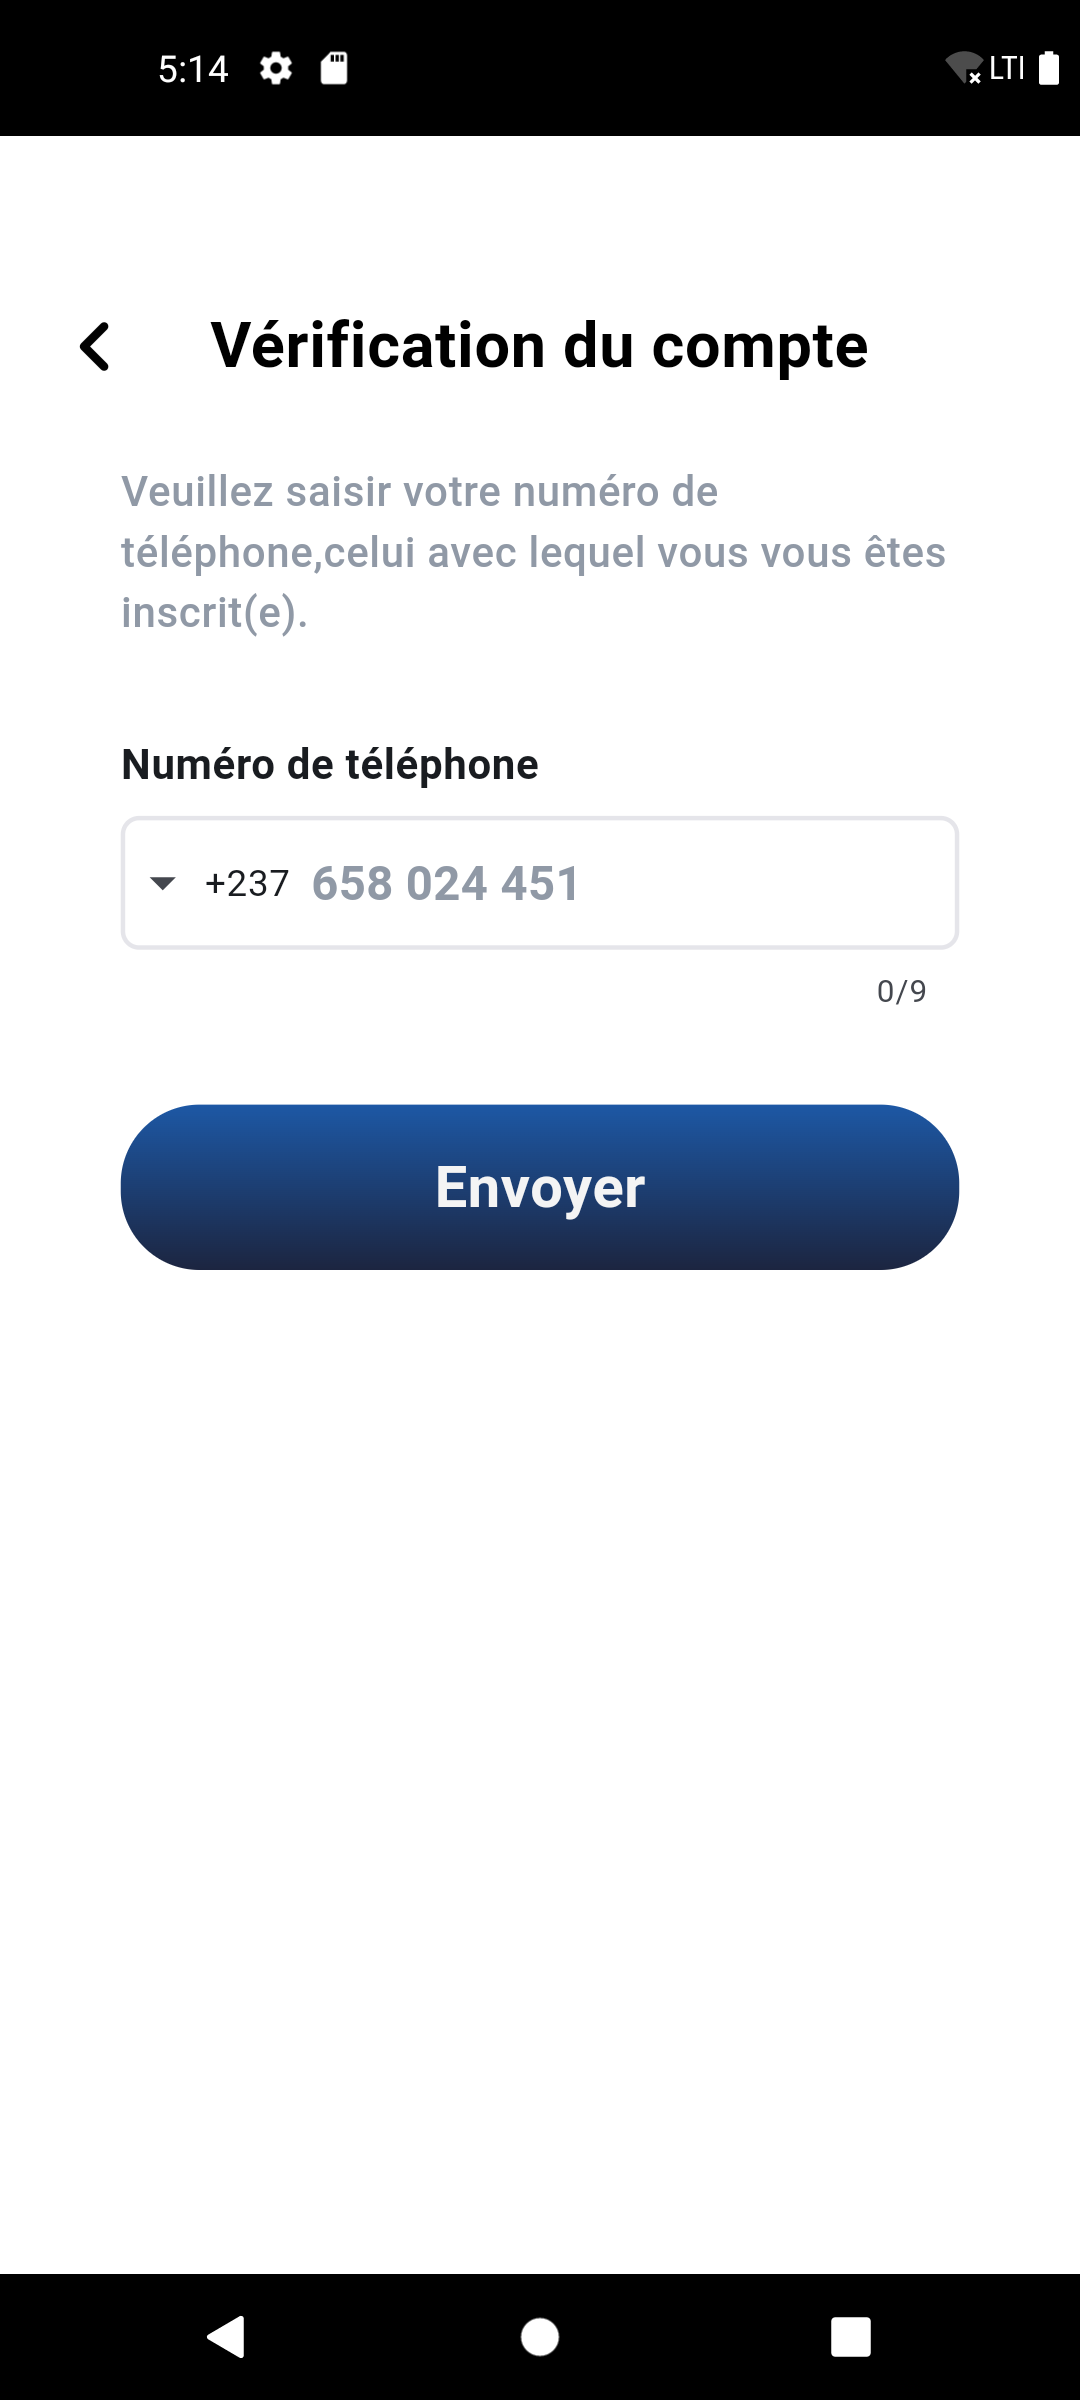 5:14
Vérification du compte
Veuillez saisir votre numéro de
téléphone,celui avec lequel vous vous êtes
inscrit(e).
Numéro de téléphone
+237 658 024 451
0/9
Envoyer